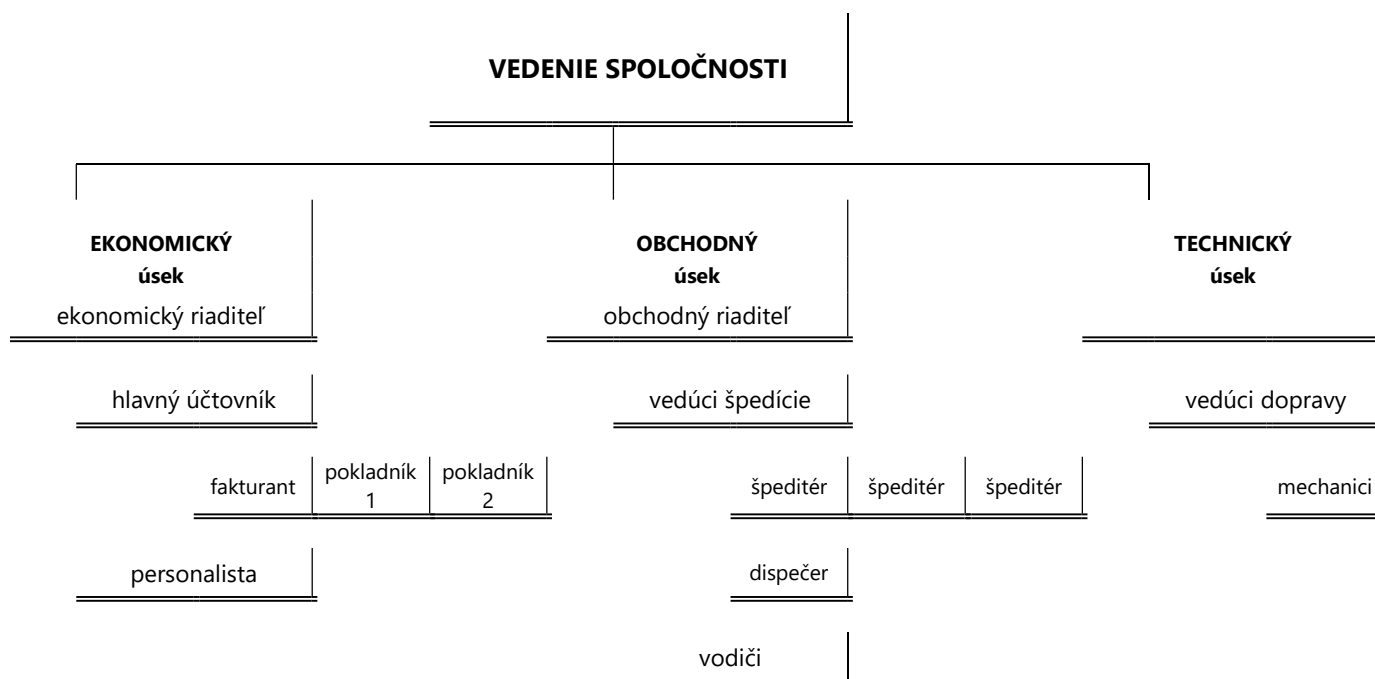 VEDENIE SPOLOČNOSTI
EKONOMICKÝ
úsek
ekonomický riaditeľ
OBCHODNÝ
úsek
obchodný riaditeľ
TECHNICKÝ
úsek
hlavný účtovník
vedúci špedície
vedúci dopravy
fakturant
pokladník
1
pokladník
2
špeditér
špeditér
špeditér
mechanici
personalista
dispečer
vodiči